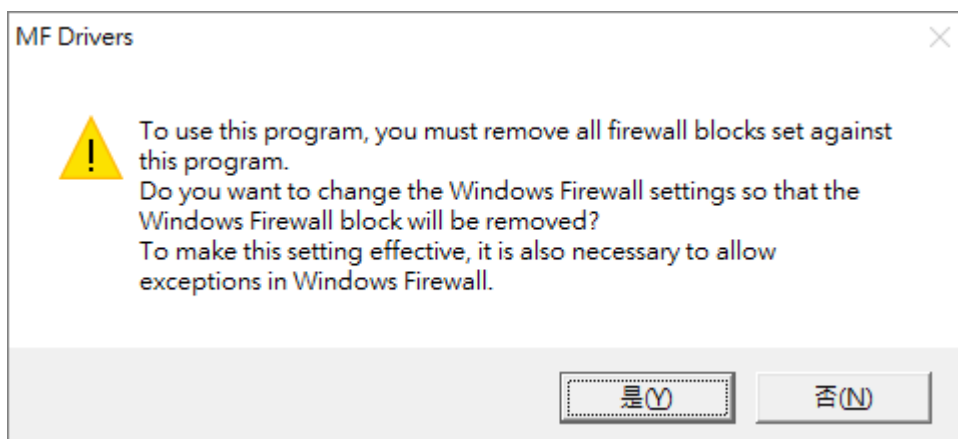 MF Drivers
To use this program, you must remove all firewall blocks set against
this program.
Do you want to change the Windows Firewall settings so that the
Windows Firewall block will be removed?
To make this setting effective, it is also necessary to allow
exceptions in Windows Firewall.
是(Y)
否(N)